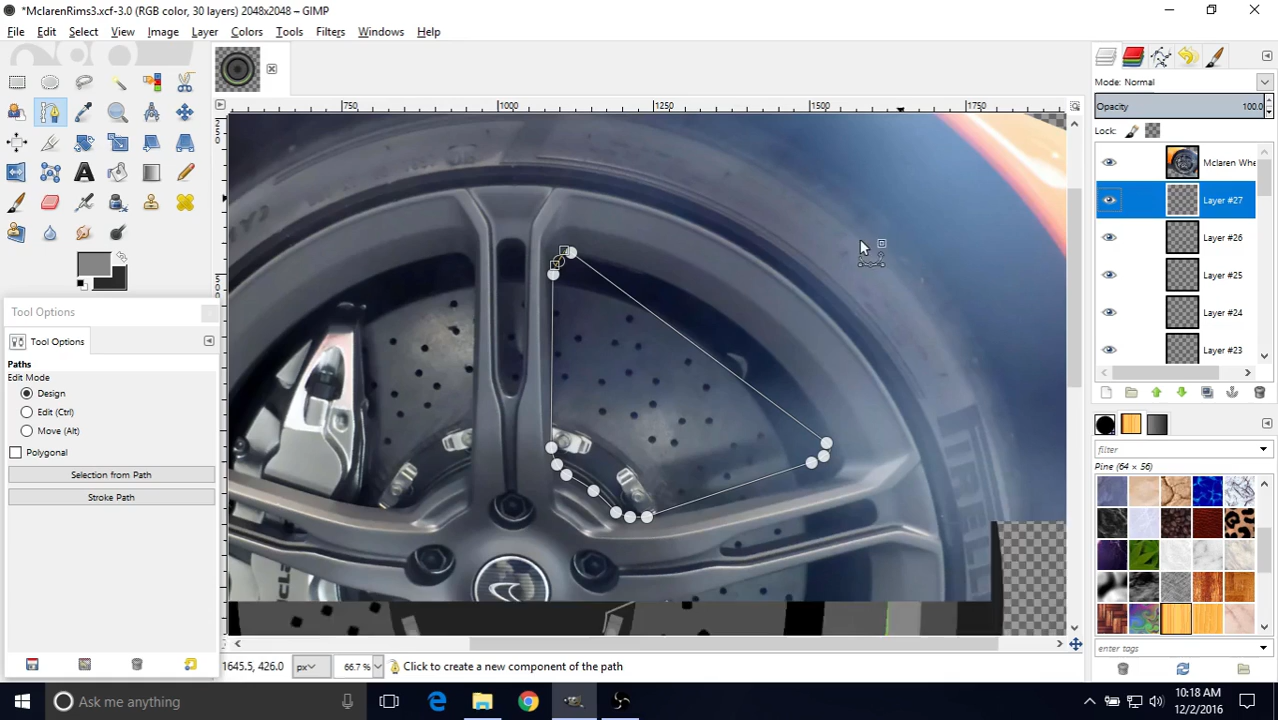 *MclarenRims3.xcf-3.0 (RGB color, 30 layers) 2048x2048 – GIMP
File Edit Select View Image Layer Colors Tools Filters Windows Help
Mode: Normal
Opacity 100.0
Lock:
750 1000 1250 1500 1750
250
500
Mclaren Whe
Layer #27
Layer #26
Layer #25
Layer #24
Layer #23
Tool Options
Tool Options
Paths
Edit Mode
Design
Edit (Ctrl)
Move (Alt)
Polygonal
Selection from Path
Stroke Path
filter
Pine (64 × 56)
enter tags
1645.5, 426.0 px 66.7 % Click to create a new component of the path
Ask me anything
10:18 AM
12/2/2016